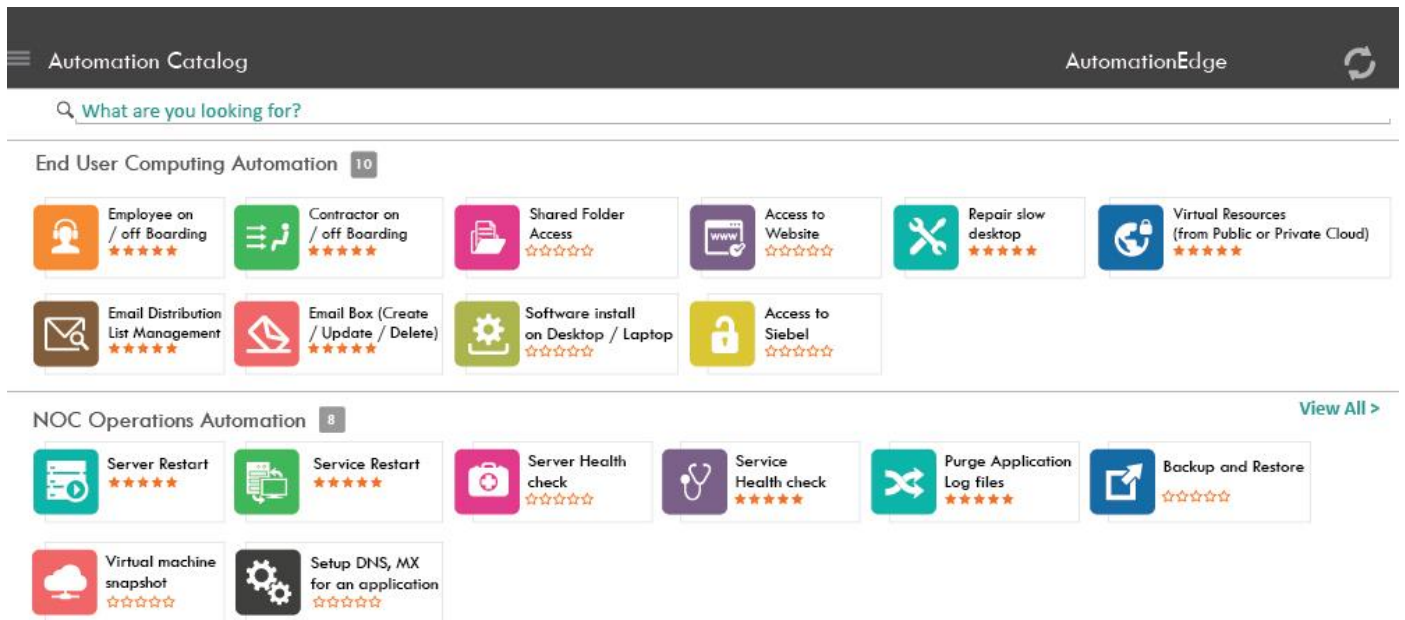 Automation Catalog
AutomationEdge
What are you looking for?
End User Computing Automation 10
Employee on
/ off Boarding
Contractor on
/ off Boarding
Shared Folder
Access
www
Access to
Website
Repair slow
desktop
Virtual Resources
(from Public or Private Cloud)
Email Distribution
List Management
Email Box (Create
/ Update / Delete)
Software install
on Desktop / Laptop
Access to
Siebel
View All >
NOC Operations Automation 8
Server Restart
Service Restart
Server Health
check
Service
Health check
Purge Application
Log files
Backup and Restore
Virtual machine
snapshot
Setup DNS, MX
for an application